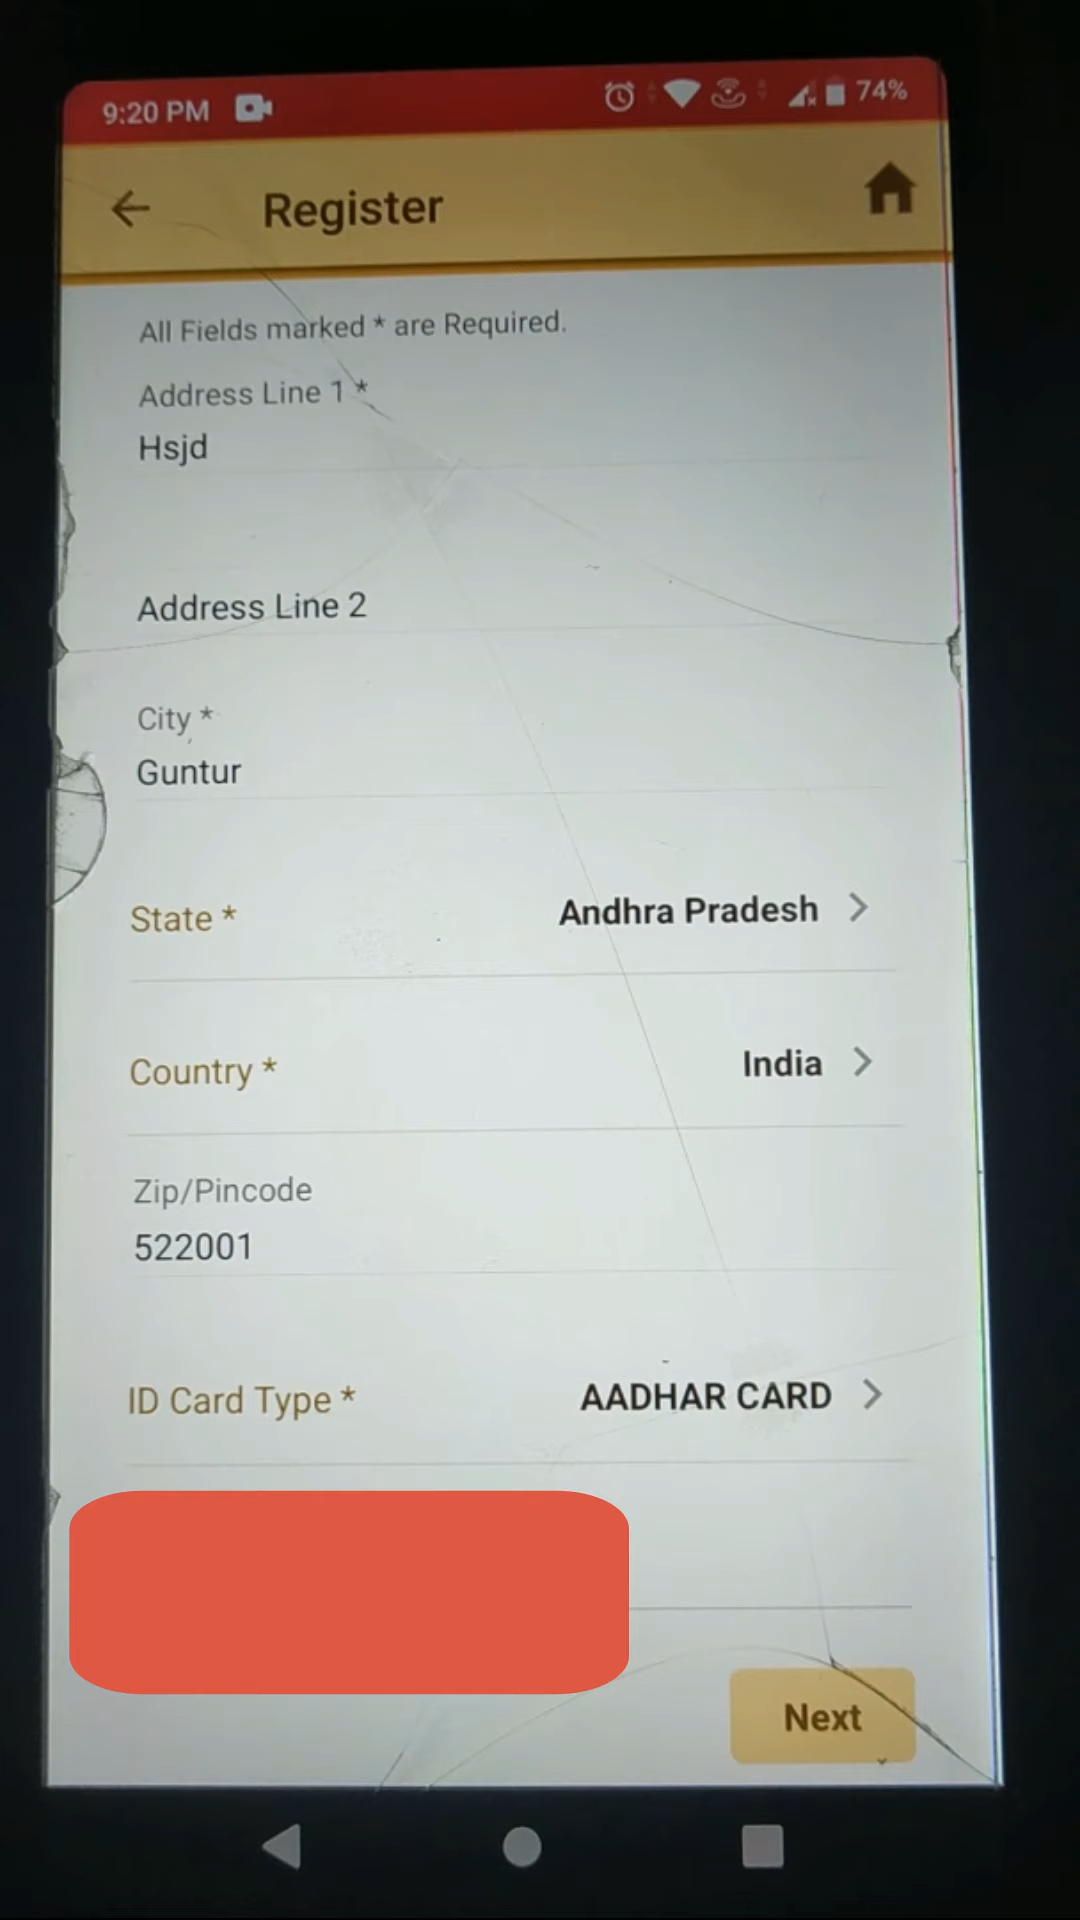 9:20 PM
74%
Register
All Fields marked * are Required.
Address Line 1 *
Hsjd
Address Line 2
City *
Guntur
State *
Andhra Pradesh
Country *
India
Zip/Pincode
522001
ID Card Type *
AADHAR CARD
Next